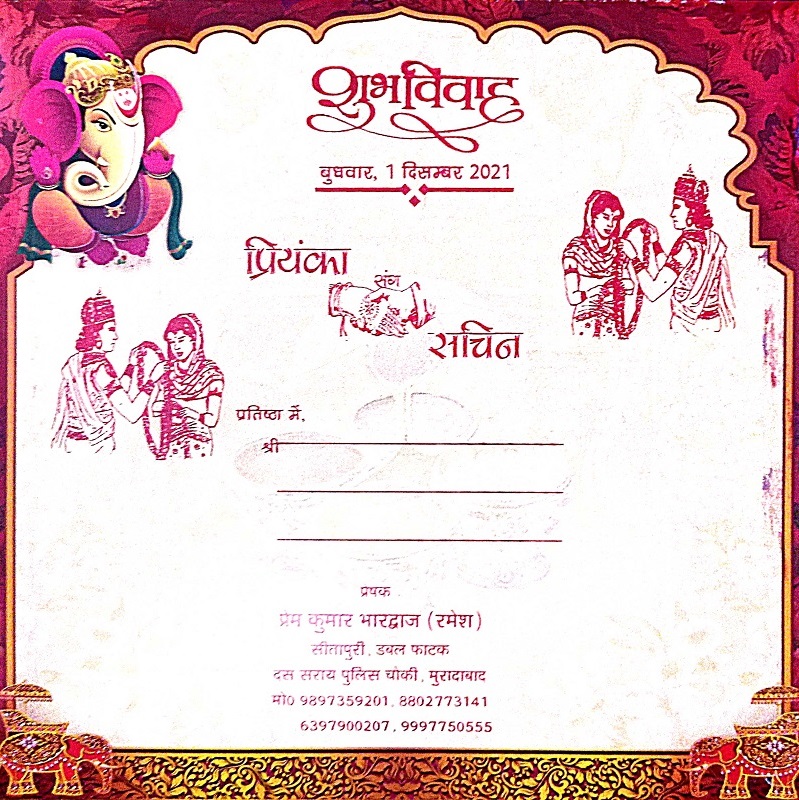 शुभविवाह
बुधवार, 1 दिसम्बर 2021
प्रियंका
संग
सचिन
प्रतिष्ठा में,
श्री
प्रेषक
प्रेम कुमार भारद्वाज (रमेश)
सीतापुरी, डबल फाटक
दस सराय पुलिस चौकी, मुरादाबाद
मो0 9897359201, 8802773141
6397900207, 9997750555